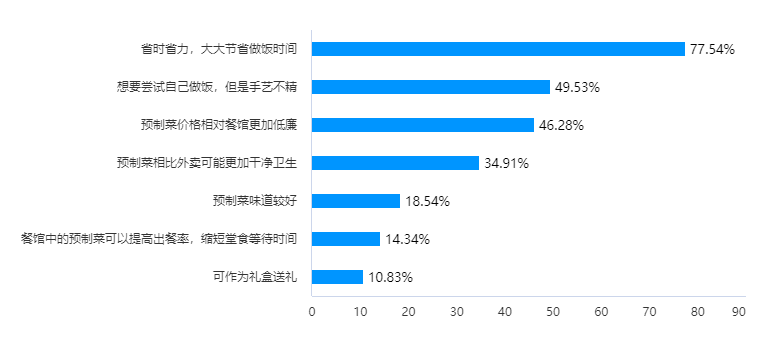 省时省力，大大节省做饭时间 77.54%
想要尝试自己做饭，但是手艺不精 49.53%
预制菜价格相对餐馆更加低廉 46.28%
预制菜相比外卖可能更加干净卫生 34.91%
预制菜味道较好 18.54%
餐馆中的预制菜可以提高出餐率，缩短堂食等待时间 14.34%
可作为礼盒送礼 10.83%
0 10 20 30 40 50 60 70 80 90